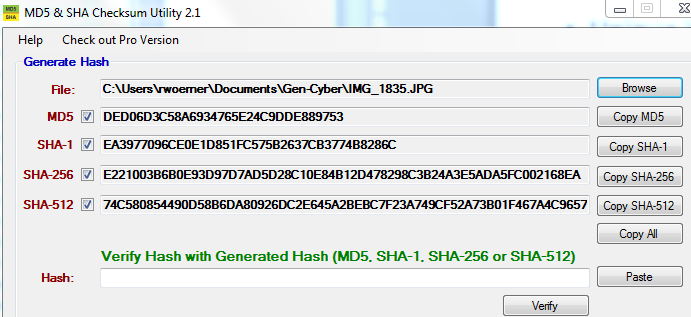 MD5 SHA MD5 & SHA Checksum Utility 2.1
Help Check out Pro Version
Generate Hash
File: C:\Users\rwoerner\Documents\Gen-Cyber\IMG_1835.JPG Browse
MD5 DED06D3C58A6934765E24C9DDE889753 Copy MD5
SHA-1 EA3977096CE0E1D851FC575B2637CB3774B8286C Copy SHA-1
SHA-256 E221003B6B0E93D97D7AD5D28C10E84B12D478298C3B24A3E5ADA5FC002168EA Copy SHA-256
SHA-512 74C580854490D58B6DA80926DC2E645A2BEBC7F23A749CF52A73B01F467A4C9657 Copy SHA-512
Copy All
Verify Hash with Generated Hash (MD5, SHA-1, SHA-256 or SHA-512)
Hash: Paste
Verify